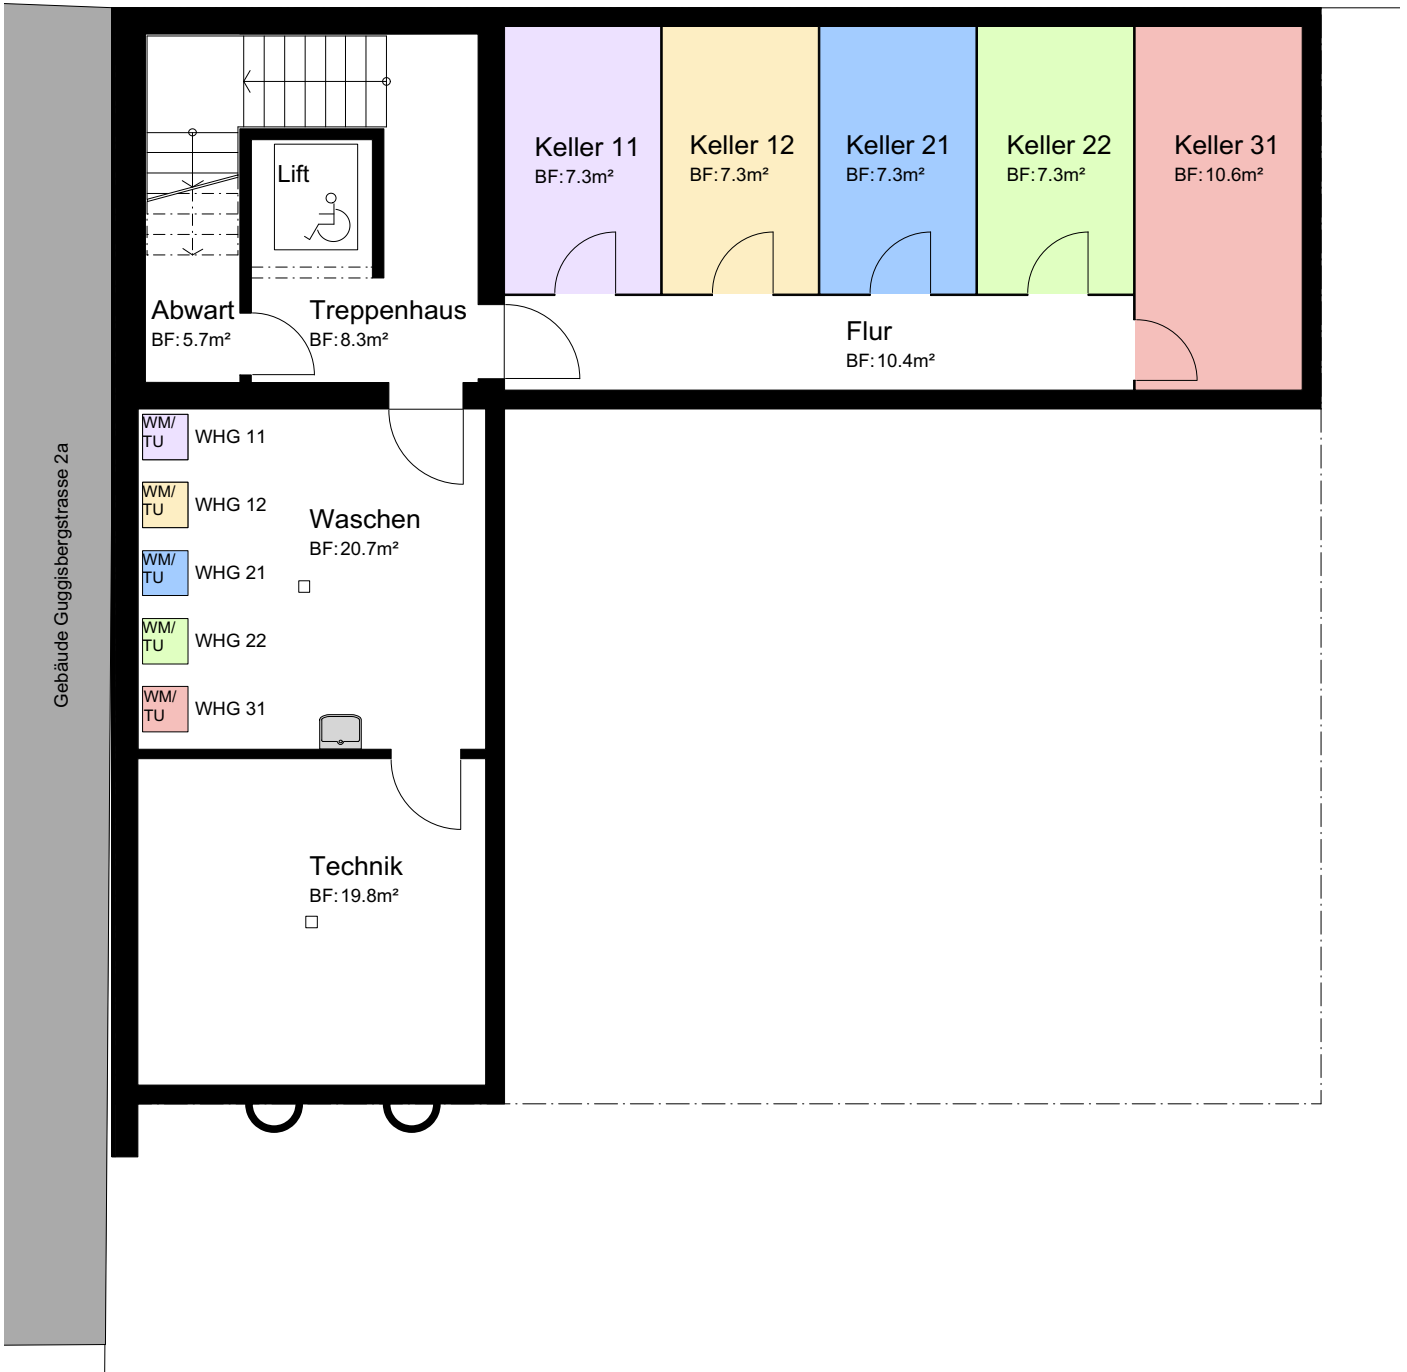 Keller 11
BF: 7.3m²
Keller 12
BF: 7.3m²
Keller 21
BF: 7.3m²
Keller 22
BF: 7.3m²
Keller 31
BF: 10.6m²
Lift
Abwart
BF: 5.7m²
Treppenhaus
BF: 8.3m²
Flur
BF: 10.4m²
WM/
TU
WHG 11
WM/
TU
WHG 12
WM/
TU
WHG 21
WM/
TU
WHG 22
WM/
TU
WHG 31
Waschen
BF: 20.7m²
Gebäude Guggisbergstrasse 2a
Technik
BF: 19.8m²